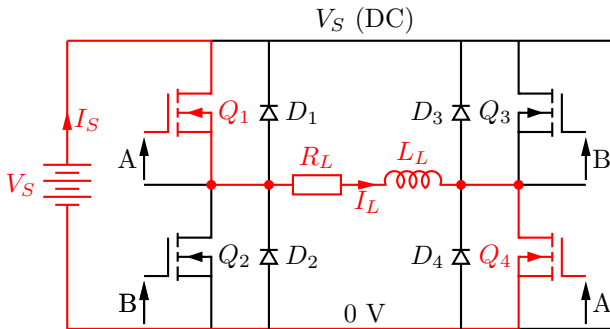 V_S (DC)
I_S
Q_1
D_1
D_3
Q_3
A
B
V_S
R_L
L_L
I_L
Q_2
D_2
D_4
Q_4
B
A
0 V